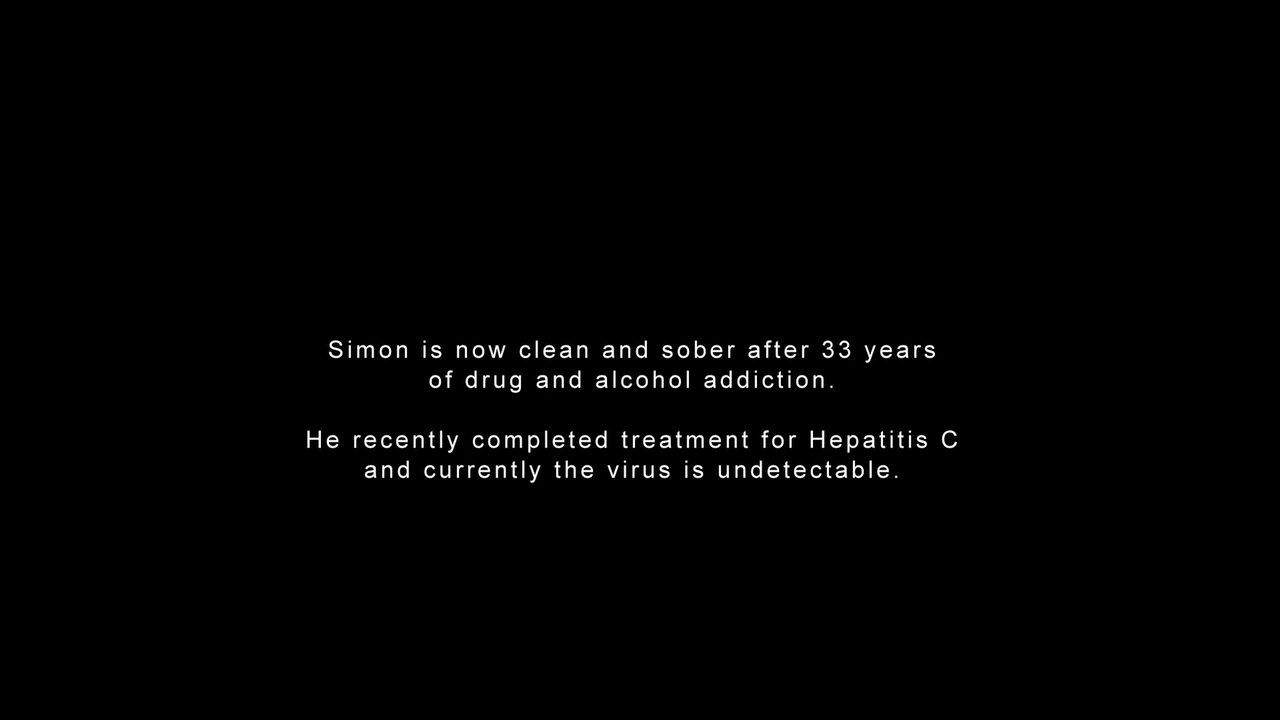 Simon is now clean and sober after 33 years
of drug and alcohol addiction.
He recently completed treatment for Hepatitis C
and currently the virus is undetectable.